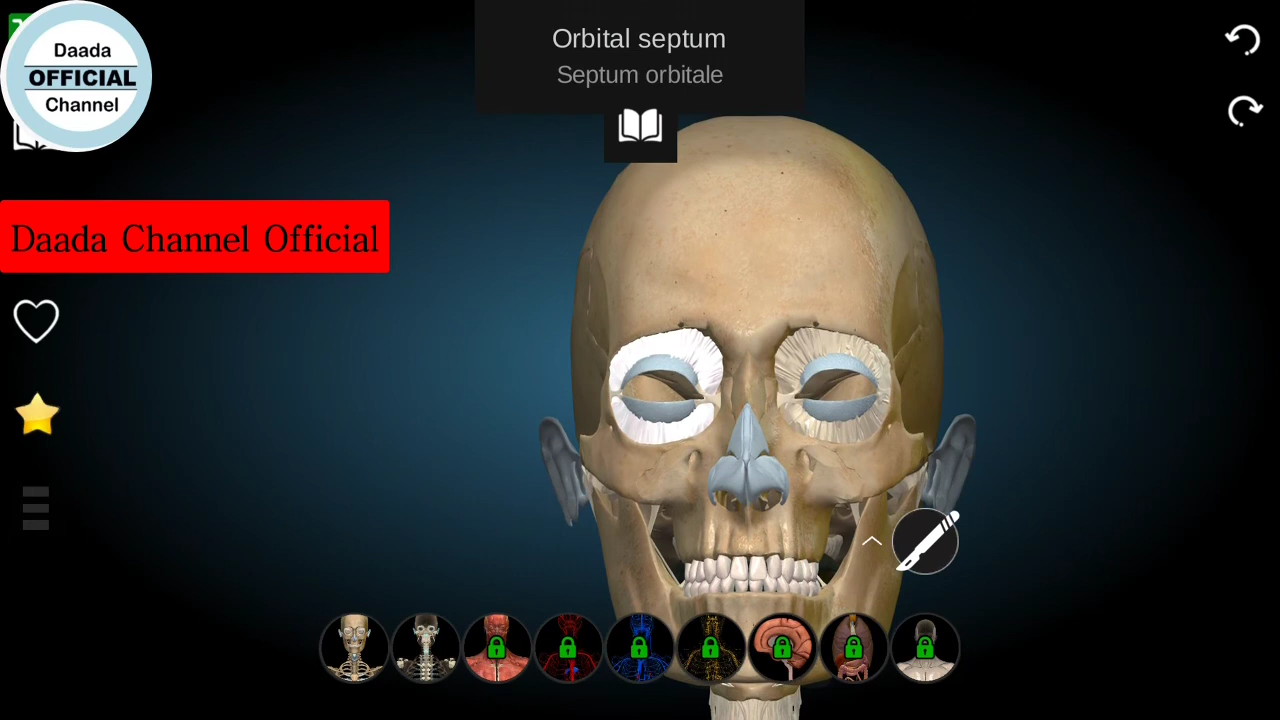 Daada
OFFICIAL
Channel
Orbital septum
Septum orbitale
Daada Channel Official